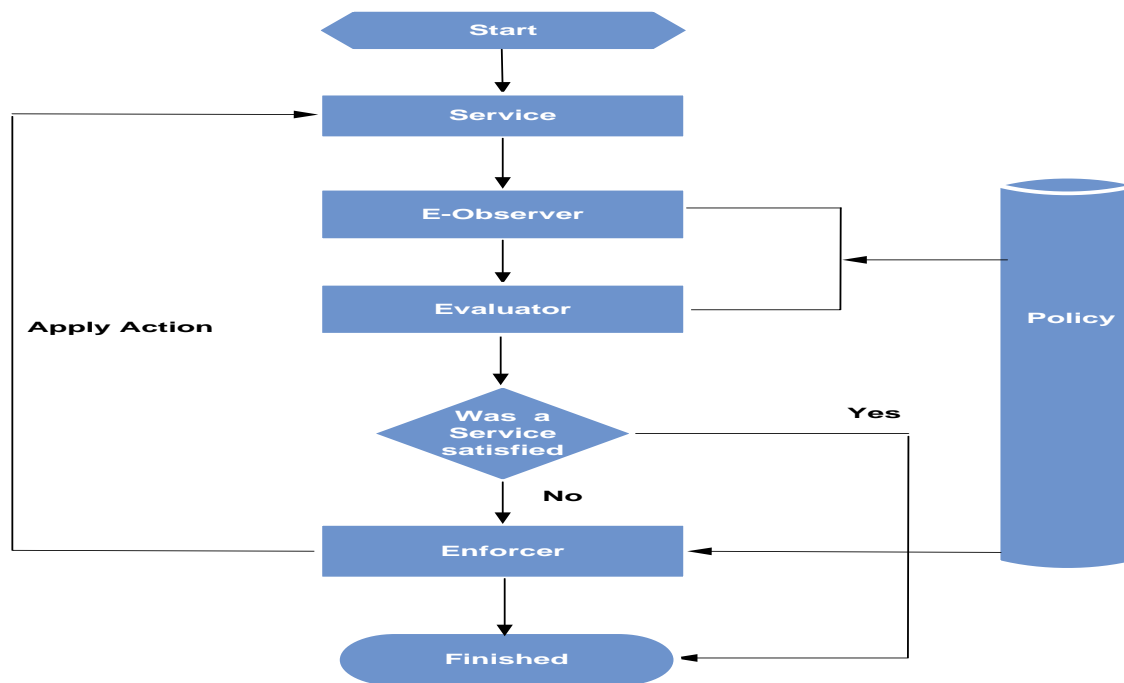 Start
Service
E-Observer
Evaluator
Policy
Apply Action
Was a
Service
satisfied
Yes
No
Enforcer
Finished